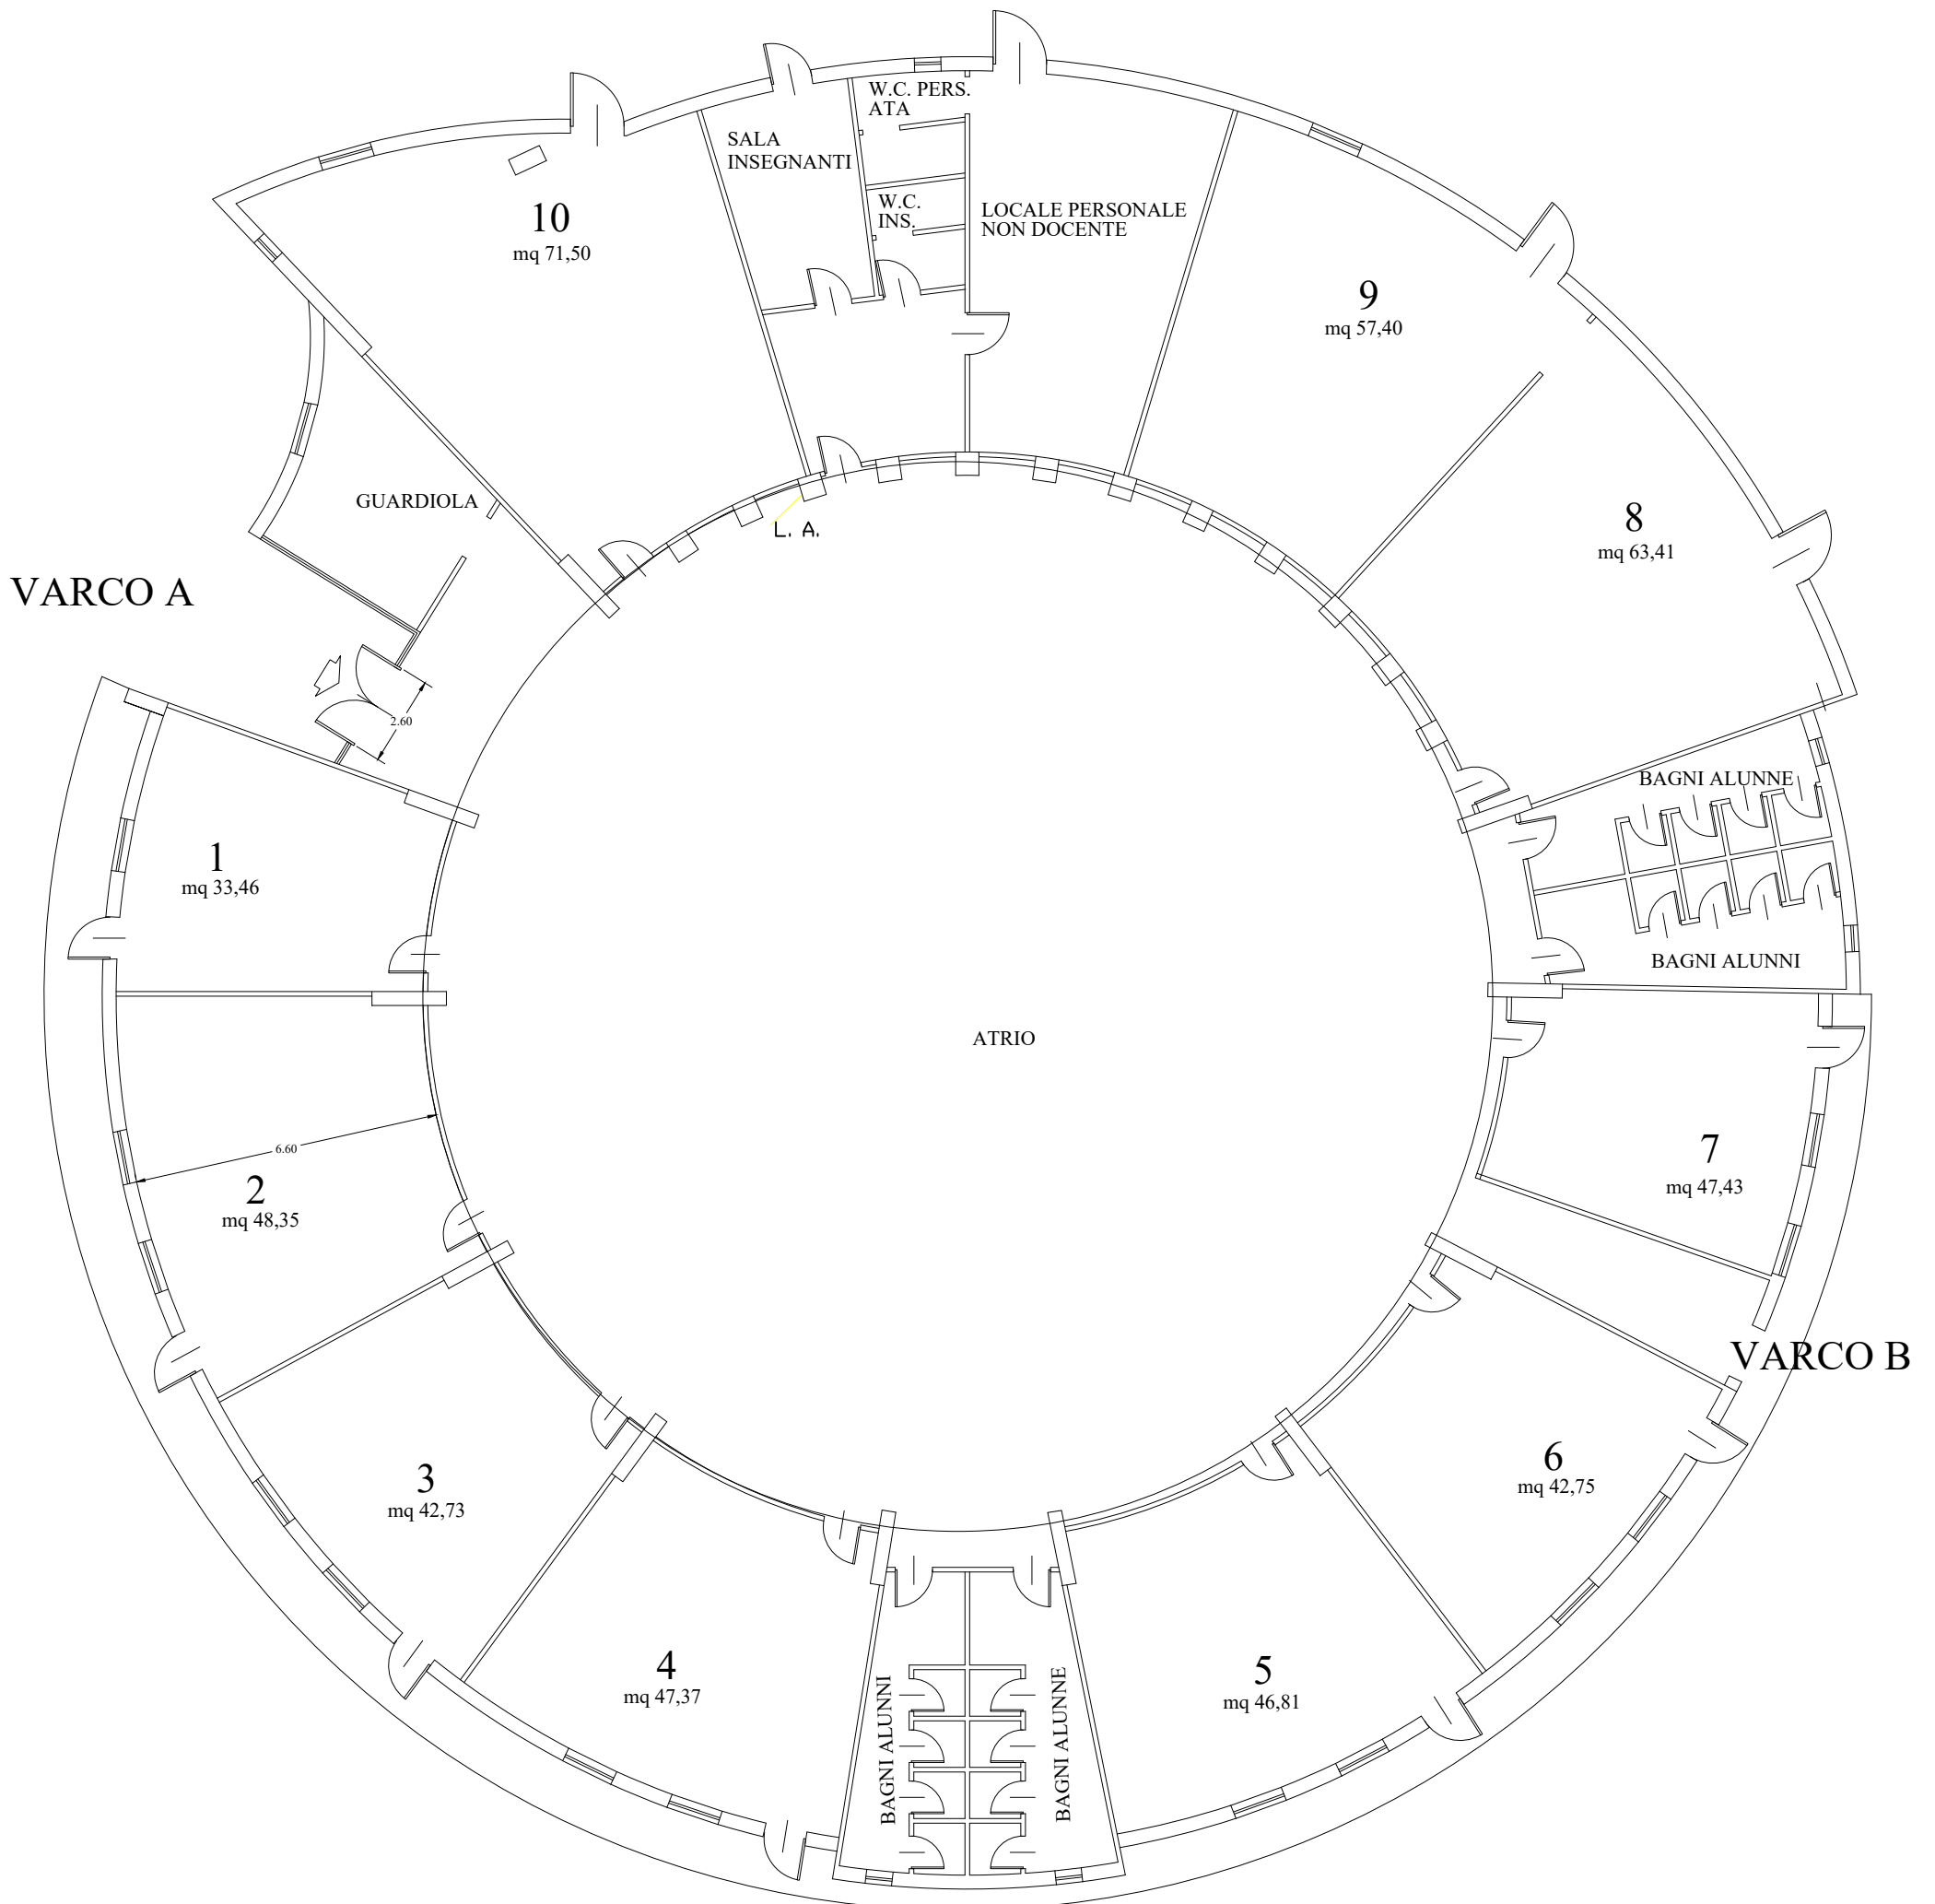 W.C. PERS.
ATA
SALA
INSEGNANTI
W.C.
INS.
LOCALE PERSONALE
NON DOCENTE
10
mq 71,50
9
mq 57,40
GUARDIOLA
L. A.
8
mq 63,41
VARCO A
2.60
BAGNI ALUNNE
1
mq 33,46
BAGNI ALUNNI
ATRIO
6.60
2
mq 48,35
7
mq 47,43
VARCO B
3
mq 42,73
6
mq 42,75
4
mq 47,37
5
mq 46,81
BAGNI ALUNNI
BAGNI ALUNNE